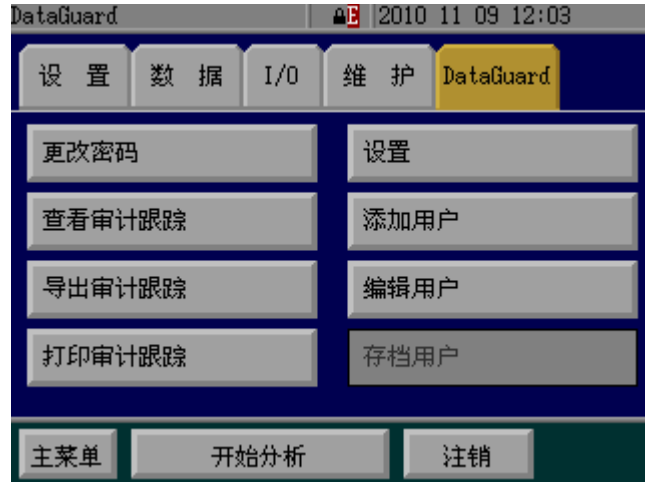 DataGuard E 2010 11 09 12:03
设 置 数 据 I/O 维 护 DataGuard
更改密码 设置
查看审计跟踪 添加用户
导出审计跟踪 编辑用户
打印审计跟踪 存档用户
主菜单 开始分析 注销